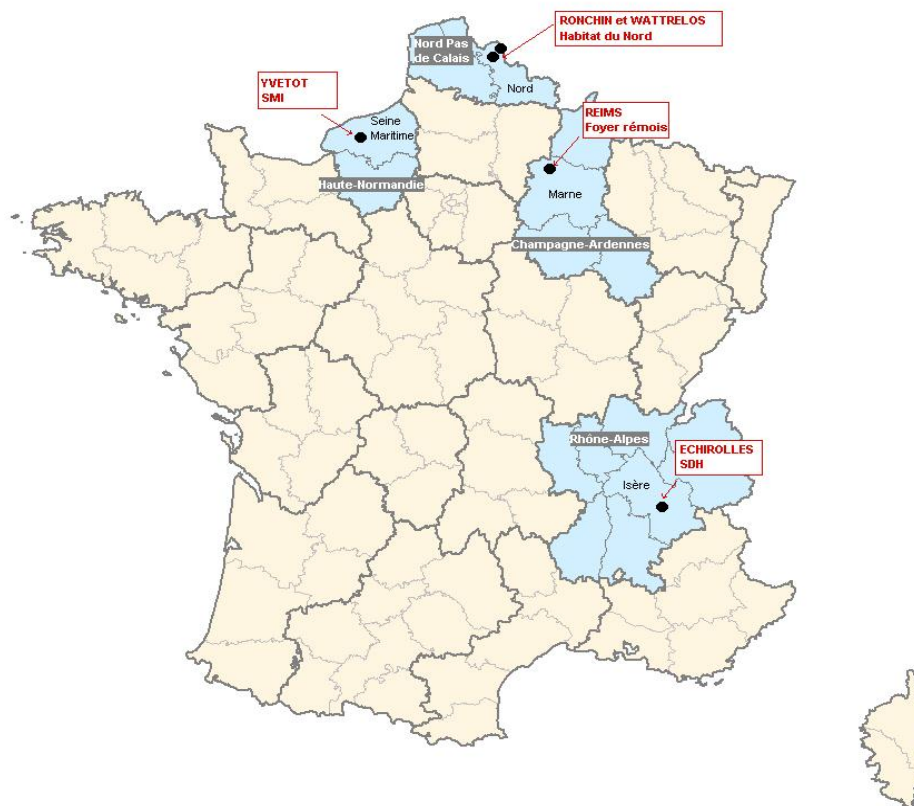 RONCHIN et WATTRELOS
Habitat du Nord
Nord Pas
de Calais
Nord
YVETOT
SMI
Seine
Maritime
REIMS
Foyer rémois
Haute-Normandie
Marne
Champagne-Ardennes
Rhône-Alpes
ECHIROLLES
SDH
Isère